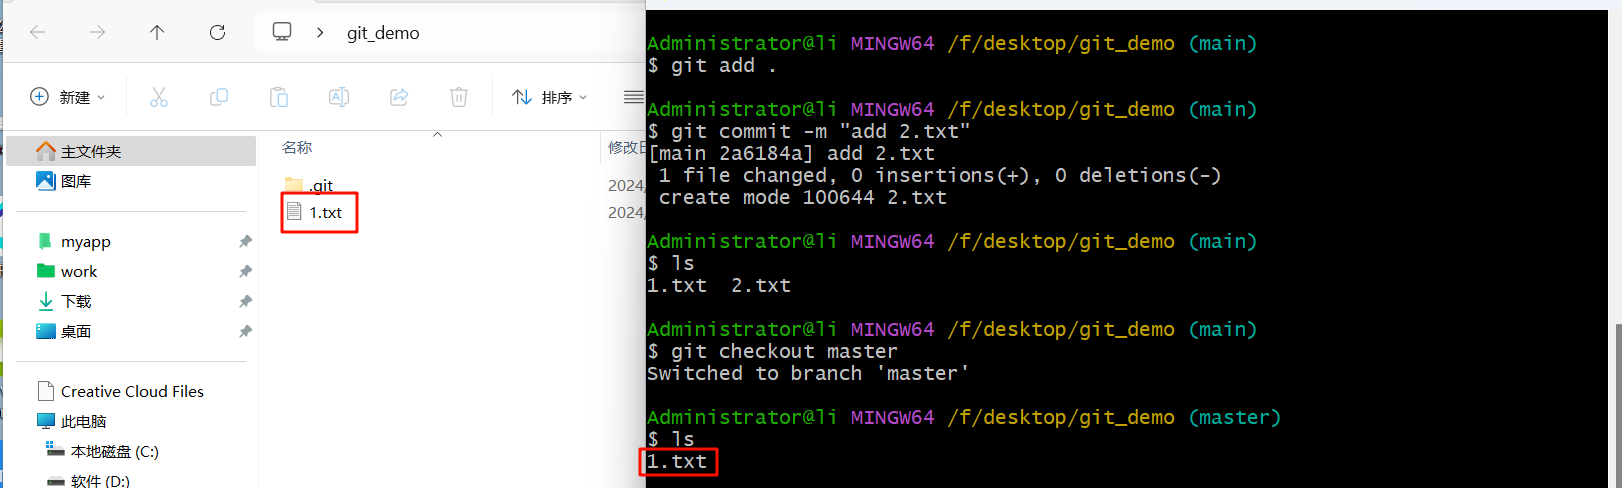 git_demo
新建
排序
主文件夹
图库
myapp
work
下载
桌面
Creative Cloud Files
此电脑
本地磁盘 (C:)
软件 (D:)
名称
修改日
.git
2024/
1.txt
2024/
Administrator@li MINGW64 /f/desktop/git_demo (main)
$ git add .
Administrator@li MINGW64 /f/desktop/git_demo (main)
$ git commit -m "add 2.txt"
[main 2a6184a] add 2.txt
 1 file changed, 0 insertions(+), 0 deletions(-)
 create mode 100644 2.txt
Administrator@li MINGW64 /f/desktop/git_demo (main)
$ ls
1.txt  2.txt
Administrator@li MINGW64 /f/desktop/git_demo (main)
$ git checkout master
Switched to branch 'master'
Administrator@li MINGW64 /f/desktop/git_demo (master)
$ ls
1.txt